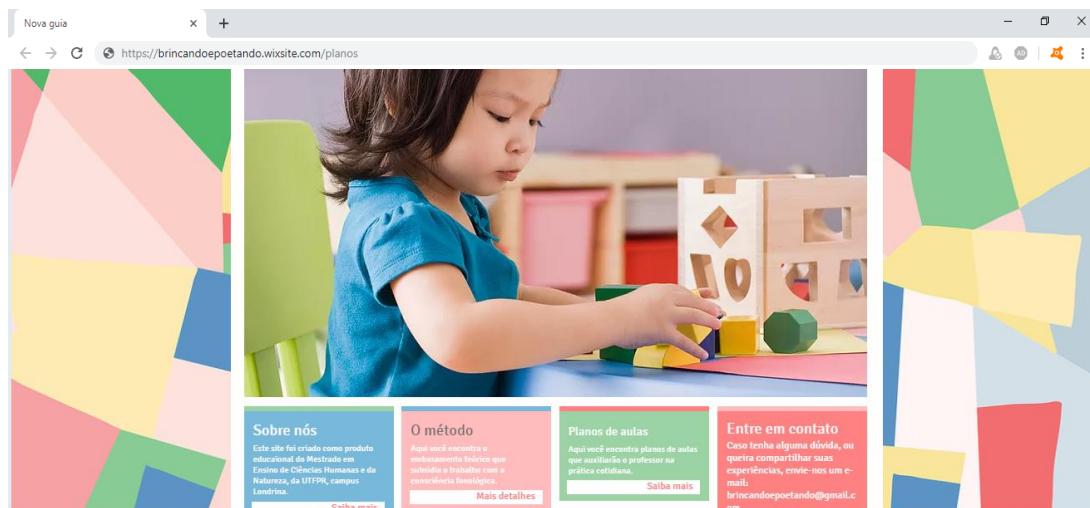 Nova guia
https://brincandoepoetando.wixsite.com/planos
Sobre nós
Este site foi criado como produto
educaional do Mestrado em
Ensino de Ciências Humanas e da
Natureza, da UTFPR, campus
Londrina.
Saiba mais
O método
Aqui você encontra o
embasamento teórico que
subsidia o trabalho com a
consciência fonológica.
Mais detalhes
Planos de aulas
Aqui você encontra planos de aulas
que auxiliarão o professor na
prática cotidiana.
Saiba mais
Entre em contato
Caso tenha alguma dúvida, ou
queira compartilhar suas
experiências, envie-nos um e-
mail:
brincandoepoetando@gmail.c
om